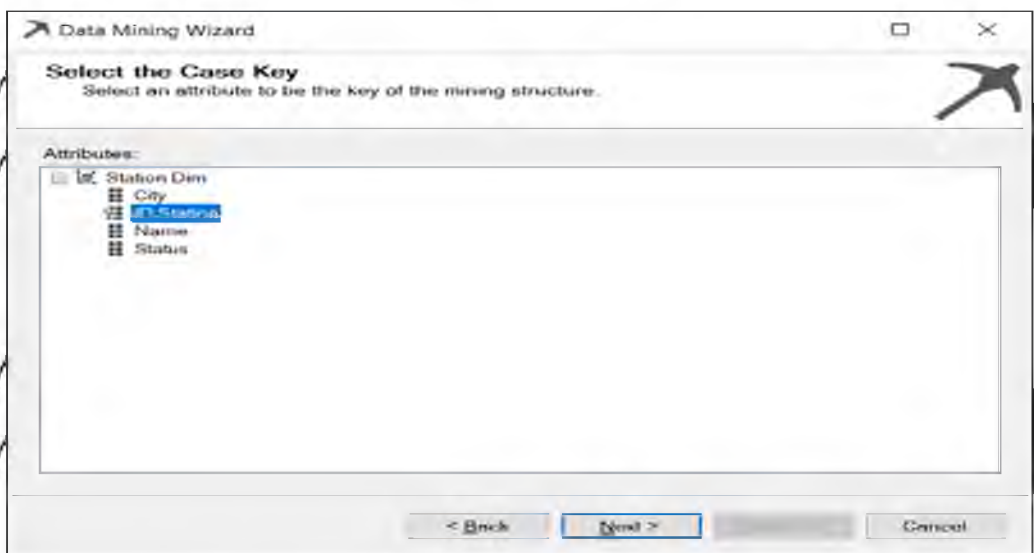 Data Mining Wizard
Select the Case Key
Select an attribute to be the key of the mining structure.
Attributes:
Station Dim
City
ID Station
Name
Status
< Back
Next >
Cancel